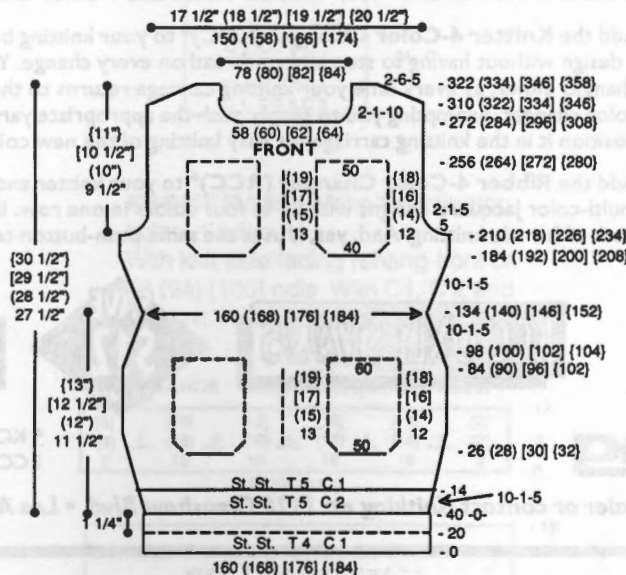 17 1/2" (18 1/2") [19 1/2"] {20 1/2"}
150 (158) [166] {174}
78 (80) [82] {84}
2-6-5
- 322 (334) [346] {358}
310 (322) [334] {346}
2-1-10
- 272 (284) [296] {308}
58 (60) [62] {64}
FRONT
{11"}
[10 1/2"]
(10")
9 1/2"
50
- 256 (264) [272] {280}
{19)
[17]
(15)
13
{18}
[16]
(14)
12
2-1-5
5
- 210 (218) [226] {234}
40
- 184 (192) [200] {208}
{30 1/2"}
[29 1/2"]
(28 1/2")
27 1/2"
10-1-5
160 (168) [176] {184}
- 134 (140) [146] {152}
10-1-5
- 98 (100) [102] {104}
- 84 (90) [96] {102}
60
{13"}
[12 1/2"]
(12")
11 1/2"
{19)
[17]
(15)
13
{18}
[16]
(14)
12
50
- 26 (28) [30] {32}
St. St. T 5 C 1
- 14
St. St. T 5 C 2
10-1-5
- 40 -0-
1/4"
- 20
St. St. T 4 C 1
- 0
160 (168) [176] {184}